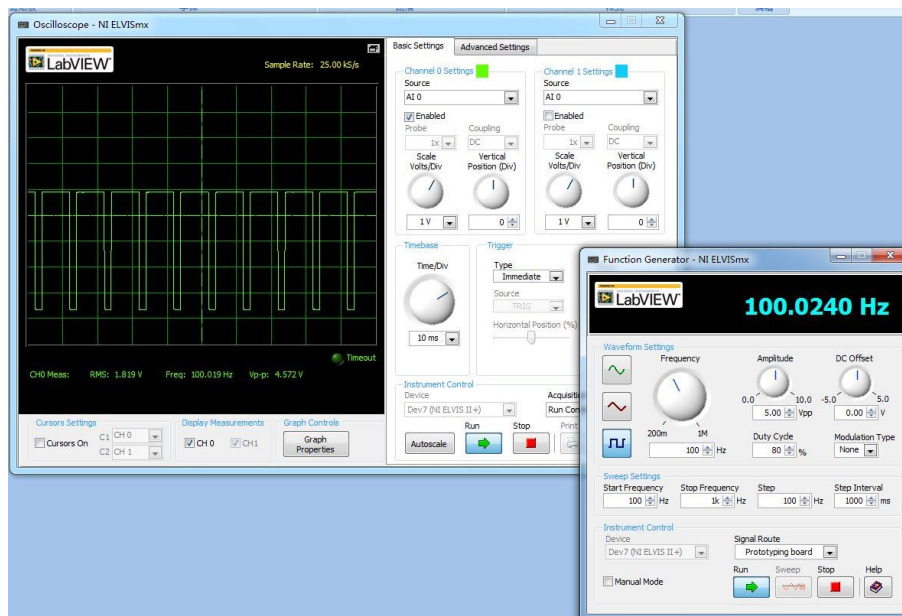 Oscilloscope - NI ELVISmx
LabVIEW
Sample Rate: 25.00 kS/s
Timeout
CH0 Meas: RMS: 1.819 V Freq: 100.019 Hz Vp-p: 4.572 V
Cursors Settings
Cursors On
C1 CH 0
C2 CH 1
Display Measurements
CH 0 CH1
Graph Controls
Graph
Properties
Basic Settings Advanced Settings
Channel 0 Settings Channel 1 Settings
Source Source
AI 0 AI 0
Enabled Enabled
Probe Coupling Probe Coupling
1x DC 1x DC
Scale Vertical Scale Vertical
Volts/Div Position (Div) Volts/Div Position (Div)
1 V 0 1 V 0
Timebase Trigger
Time/Div Type
Immediate
Source
TRIG
Horizontal Position (%)
10 ms
Instrument Control
Device
Dev7 (NI ELVIS II+)
Run Con
Run Stop Print
Autoscale
Function Generator - NI ELVISmx
LabVIEW
100.0240 Hz
Waveform Settings
Frequency Amplitude DC Offset
0.0 10.0 -5.0 5.0
5.00 Vpp 0.00 V
200m 1M
Duty Cycle Modulation Type
100 Hz 80 % None
Sweep Settings
Start Frequency Stop Frequency Step Step Interval
100 Hz 1k Hz 100 Hz 1000 ms
Instrument Control
Device Signal Route
Dev7 (NI ELVIS II+) Prototyping board
Run Sweep Stop Help
Manual Mode